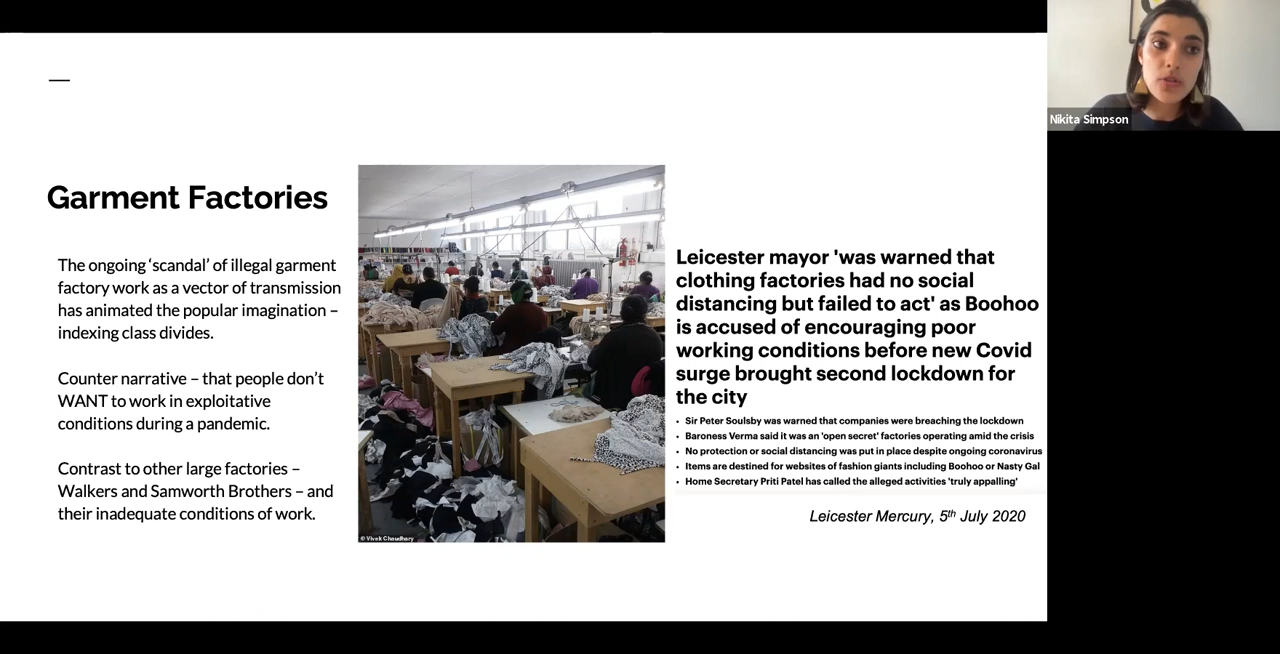 Garment Factories
The ongoing ‘scandal’ of illegal garment
factory work as a vector of transmission
has animated the popular imagination –
indexing class divides.
Counter narrative – that people don’t
WANT to work in exploitative
conditions during a pandemic.
Contrast to other large factories –
Walkers and Samworth Brothers – and
their inadequate conditions of work.
© Vivek Choudhary
Leicester mayor 'was warned that
clothing factories had no social
distancing but failed to act' as Boohoo
is accused of encouraging poor
working conditions before new Covid
surge brought second lockdown for
the city
• Sir Peter Soulsby was warned that companies were breaching the lockdown
• Baroness Verma said it was an 'open secret' factories operating amid the crisis
• No protection or social distancing was put in place despite ongoing coronavirus
• Items are destined for websites of fashion giants including Boohoo or Nasty Gal
• Home Secretary Priti Patel has called the alleged activities 'truly appalling'
Leicester Mercury, 5th July 2020
Nikita Simpson